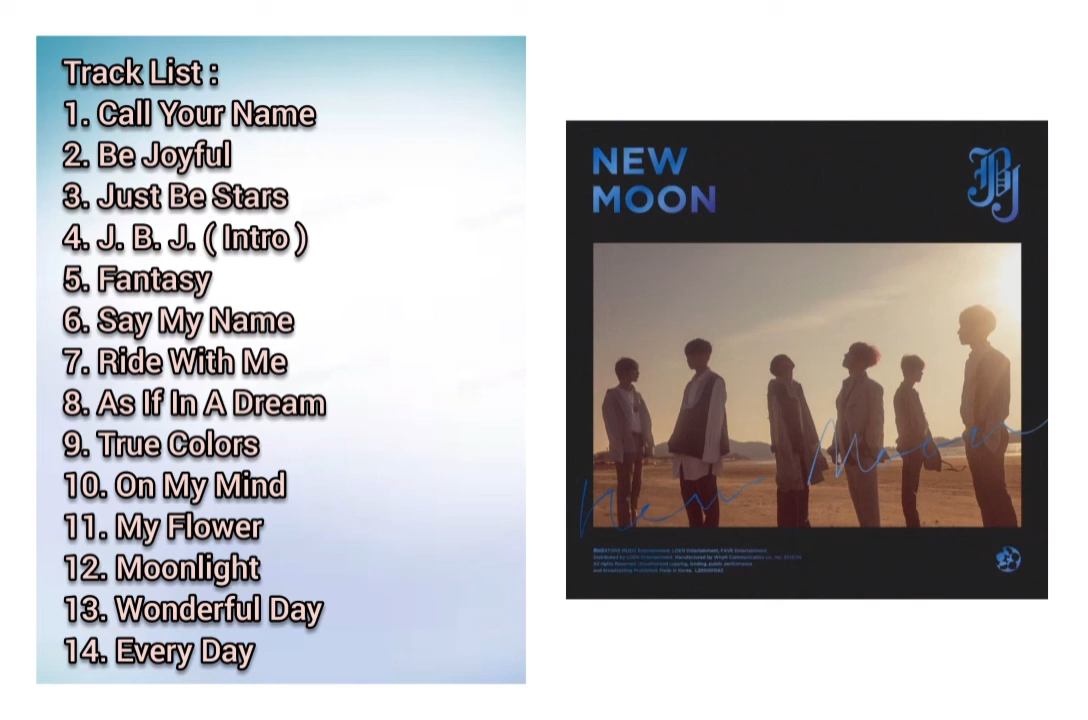 Track List :
1. Call Your Name
2. Be Joyful
3. Just Be Stars
4. J. B. J. ( Intro )
5. Fantasy
6. Say My Name
7. Ride With Me
8. As If In A Dream
9. True Colors
10. On My Mind
11. My Flower
12. Moonlight
13. Wonderful Day
14. Every Day
NEW
MOON
JBJ
New Moon